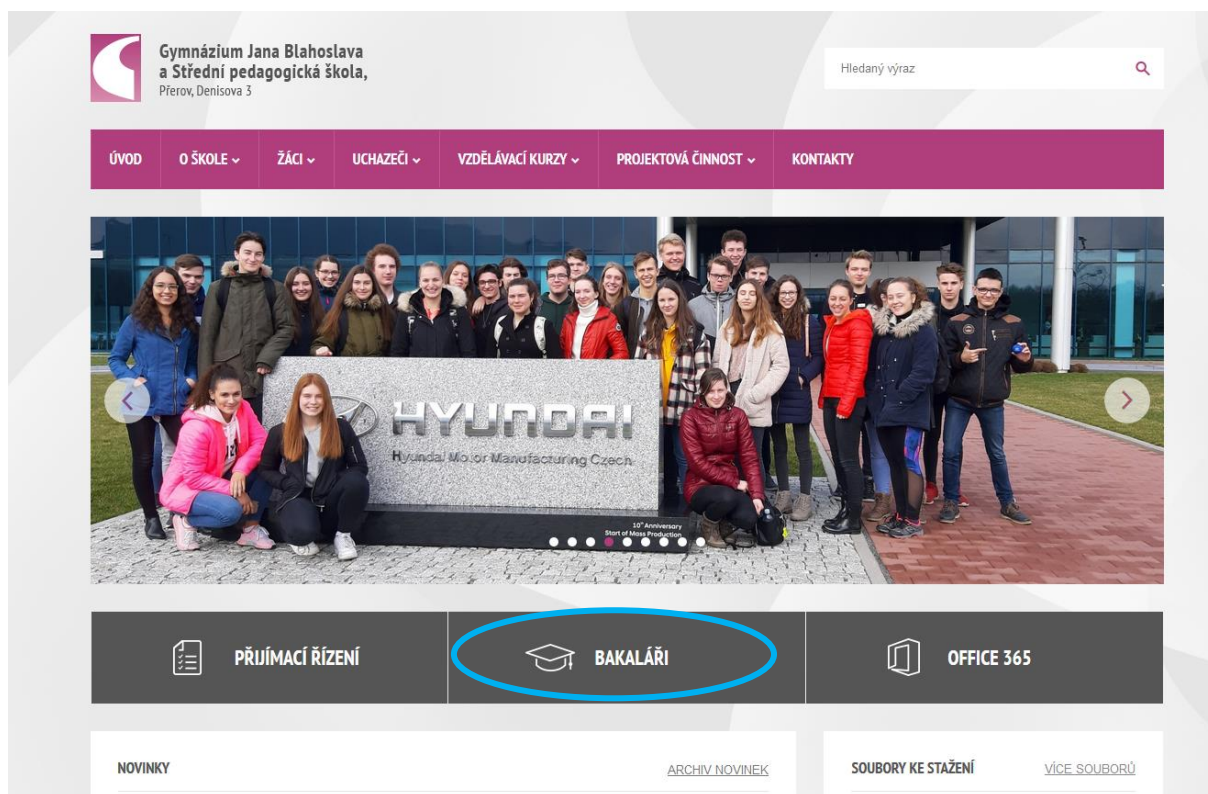 Gymnázium Jana Blahoslava
a Střední pedagogická škola,
Přerov, Denisova 3
Hledaný výraz
ÚVOD O ŠKOLE ŽÁCI UCHAZEČI VZDĚLÁVACÍ KURZY PROJEKTOVÁ ČINNOST KONTAKTY
HYUNDAI
Hyundai Motor Manufacturing Czech
10th Anniversary
Start of Mass Production
PŘIJÍMACÍ ŘÍZENÍ BAKALÁŘI OFFICE 365
NOVINKY ARCHIV NOVINEK SOUBORY KE STAŽENÍ VÍCE SOUBORŮ